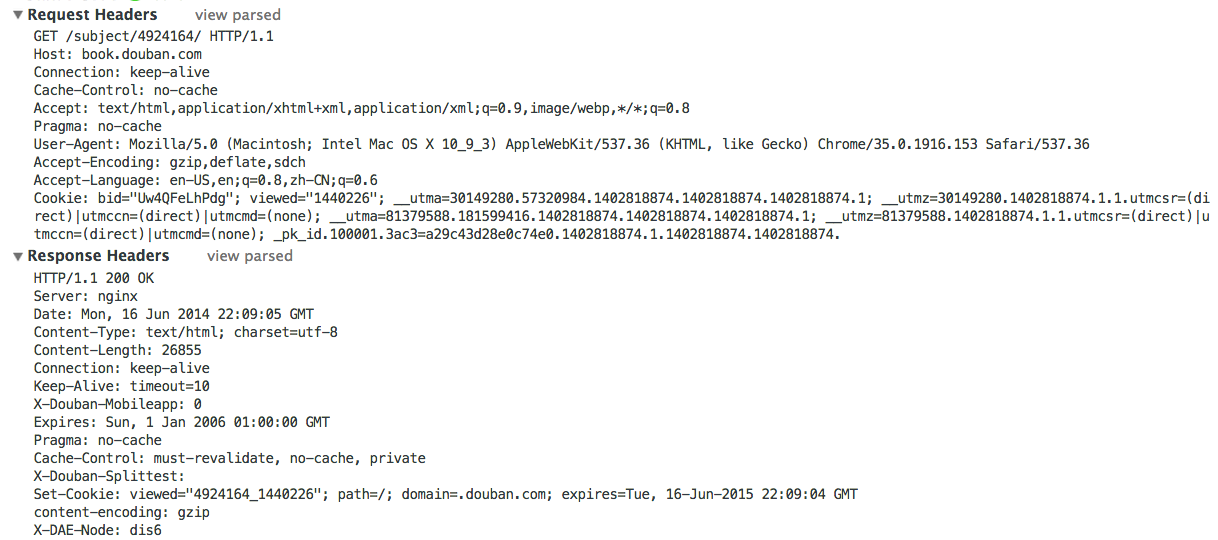 ▼ Request Headers view parsed
GET /subject/4924164/ HTTP/1.1
Host: book.douban.com
Connection: keep-alive
Cache-Control: no-cache
Accept: text/html,application/xhtml+xml,application/xml;q=0.9,image/webp,*/*;q=0.8
Pragma: no-cache
User-Agent: Mozilla/5.0 (Macintosh; Intel Mac OS X 10_9_3) AppleWebKit/537.36 (KHTML, like Gecko) Chrome/35.0.1916.153 Safari/537.36
Accept-Encoding: gzip,deflate,sdch
Accept-Language: en-US,en;q=0.8,zh-CN;q=0.6
Cookie: bid="Uw4QFeLhPdg"; viewed="1440226"; __utma=30149280.57320984.1402818874.1402818874.1402818874.1; __utmz=30149280.1402818874.1.1.utmcsr=(di
rect)|utmccn=(direct)|utmcmd=(none); __utma=81379588.181599416.1402818874.1402818874.1402818874.1; __utmz=81379588.1402818874.1.1.utmcsr=(direct)|u
tmccn=(direct)|utmcmd=(none); _pk_id.100001.3ac3=a29c43d28e0c74e0.1402818874.1.1402818874.1402818874.
▼ Response Headers view parsed
HTTP/1.1 200 OK
Server: nginx
Date: Mon, 16 Jun 2014 22:09:05 GMT
Content-Type: text/html; charset=utf-8
Content-Length: 26855
Connection: keep-alive
Keep-Alive: timeout=10
X-Douban-Mobileapp: 0
Expires: Sun, 1 Jan 2006 01:00:00 GMT
Pragma: no-cache
Cache-Control: must-revalidate, no-cache, private
X-Douban-Splittest:
Set-Cookie: viewed="4924164_1440226"; path=/; domain=.douban.com; expires=Tue, 16-Jun-2015 22:09:04 GMT
content-encoding: gzip
X-DAE-Node: dis6